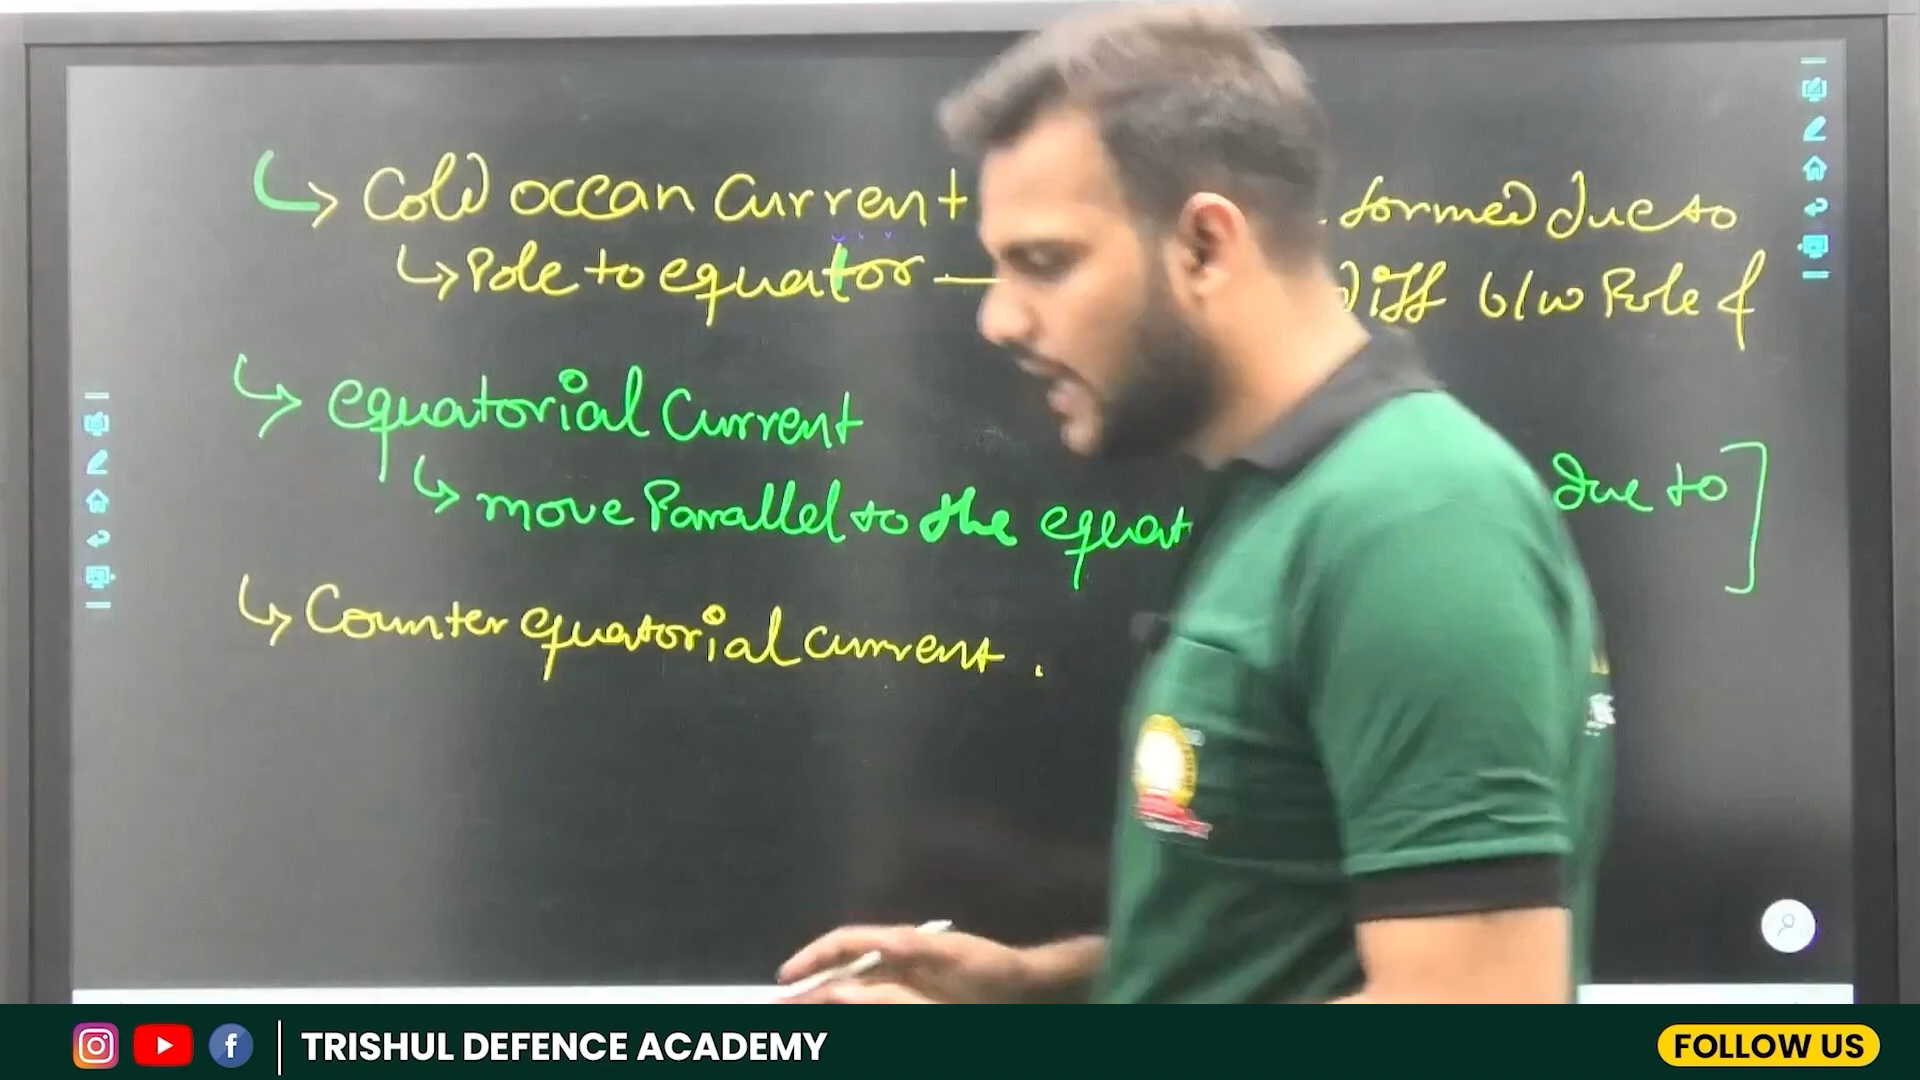 Cold ocean current formed due to
Pole to equator — diff b/w Pole &
equatorial current
move Parallel to the equat due to
Counter equatorial current.
TRISHUL DEFENCE ACADEMY
FOLLOW US